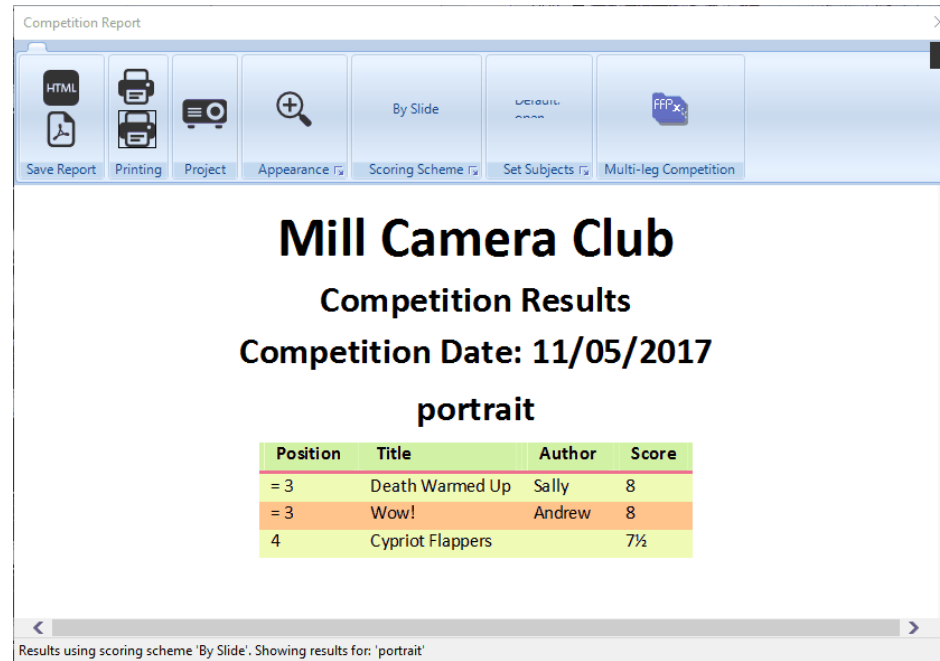 Competition Report
HTML
By Slide
FFPx
Save Report Printing Project Appearance Scoring Scheme Set Subjects Multi-leg Competition
Mill Camera Club
Competition Results
Competition Date: 11/05/2017
portrait
Position Title Author Score
= 3 Death Warmed Up Sally 8
= 3 Wow! Andrew 8
4 Cypriot Flappers 7½
Results using scoring scheme 'By Slide'. Showing results for: 'portrait'